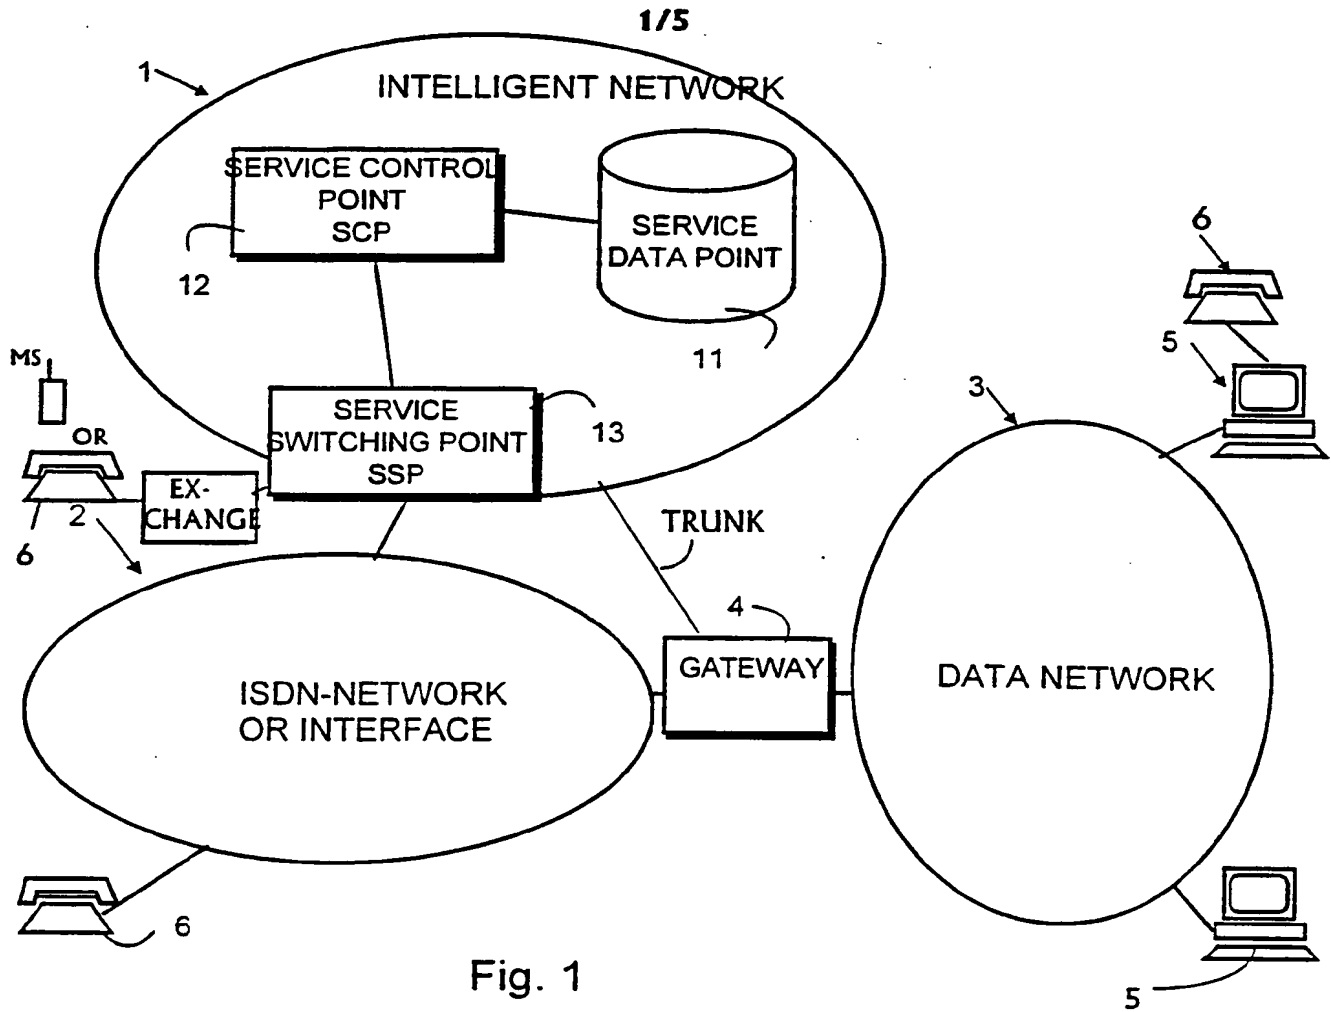 1/5
1
INTELLIGENT NETWORK
SERVICE CONTROL
POINT
SCP
SERVICE
DATA POINT
12
11
6
5
MS
OR
SERVICE
SWITCHING POINT
SSP
13
3
EX-
CHANGE
2
6
TRUNK
4
GATEWAY
DATA NETWORK
ISDN-NETWORK
OR INTERFACE
6
5
Fig. 1